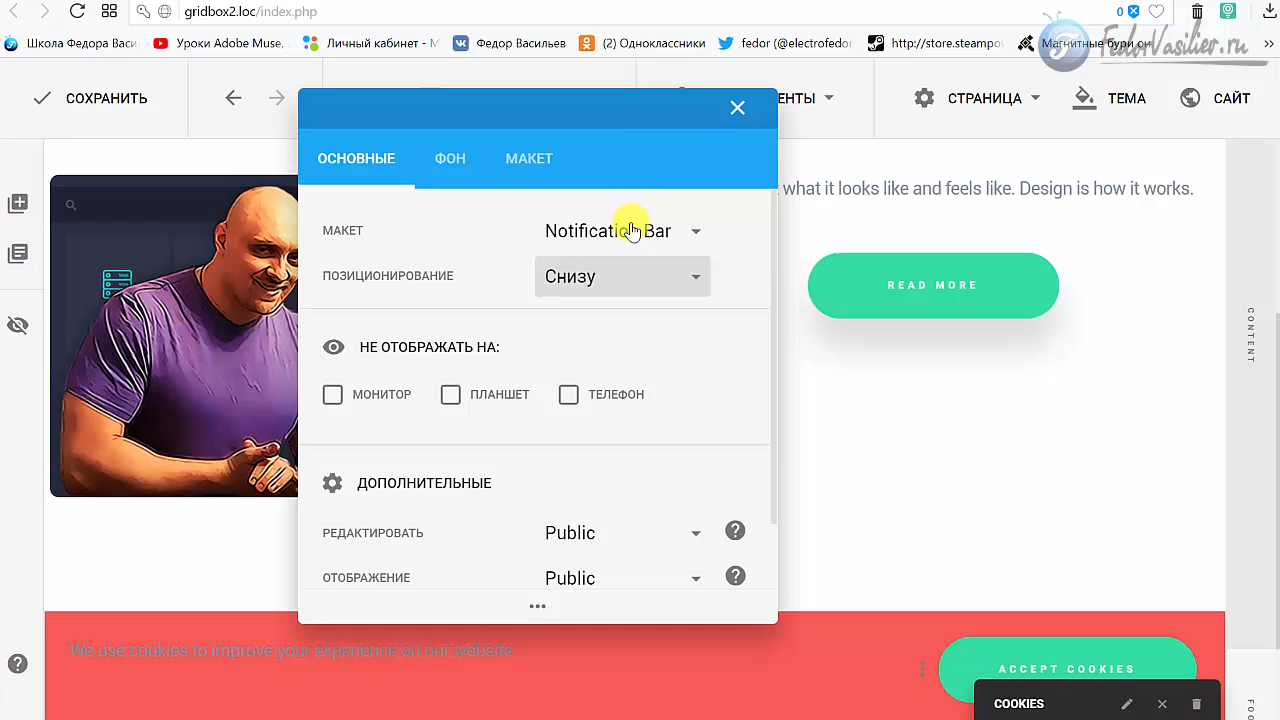 gridbox2.loc/index.php
0
Школа Федора Васи.
Уроки Adobe Muse,
Личный кабинет - М
Федор Васильев
(2) Одноклассники
fedor (@electrofedor
http://store.steampov
Магнитные бури он
FedorVasilier.ru
СОХРАНИТЬ
ЕНТЫ
СТРАНИЦА
ТЕМА
САЙТ
ОСНОВНЫЕ
ФОН
МАКЕТ
what it looks like and feels like. Design is how it works.
МАКЕТ
Notification Bar
ПОЗИЦИОНИРОВАНИЕ
Снизу
READ MORE
CONTENT
НЕ ОТОБРАЖАТЬ НА:
МОНИТОР
ПЛАНШЕТ
ТЕЛЕФОН
ДОПОЛНИТЕЛЬНЫЕ
РЕДАКТИРОВАТЬ
Public
ОТОБРАЖЕНИЕ
Public
We use cookies to improve your experience on our website.
ACCEPT COOKIES
COOKIES
FOO